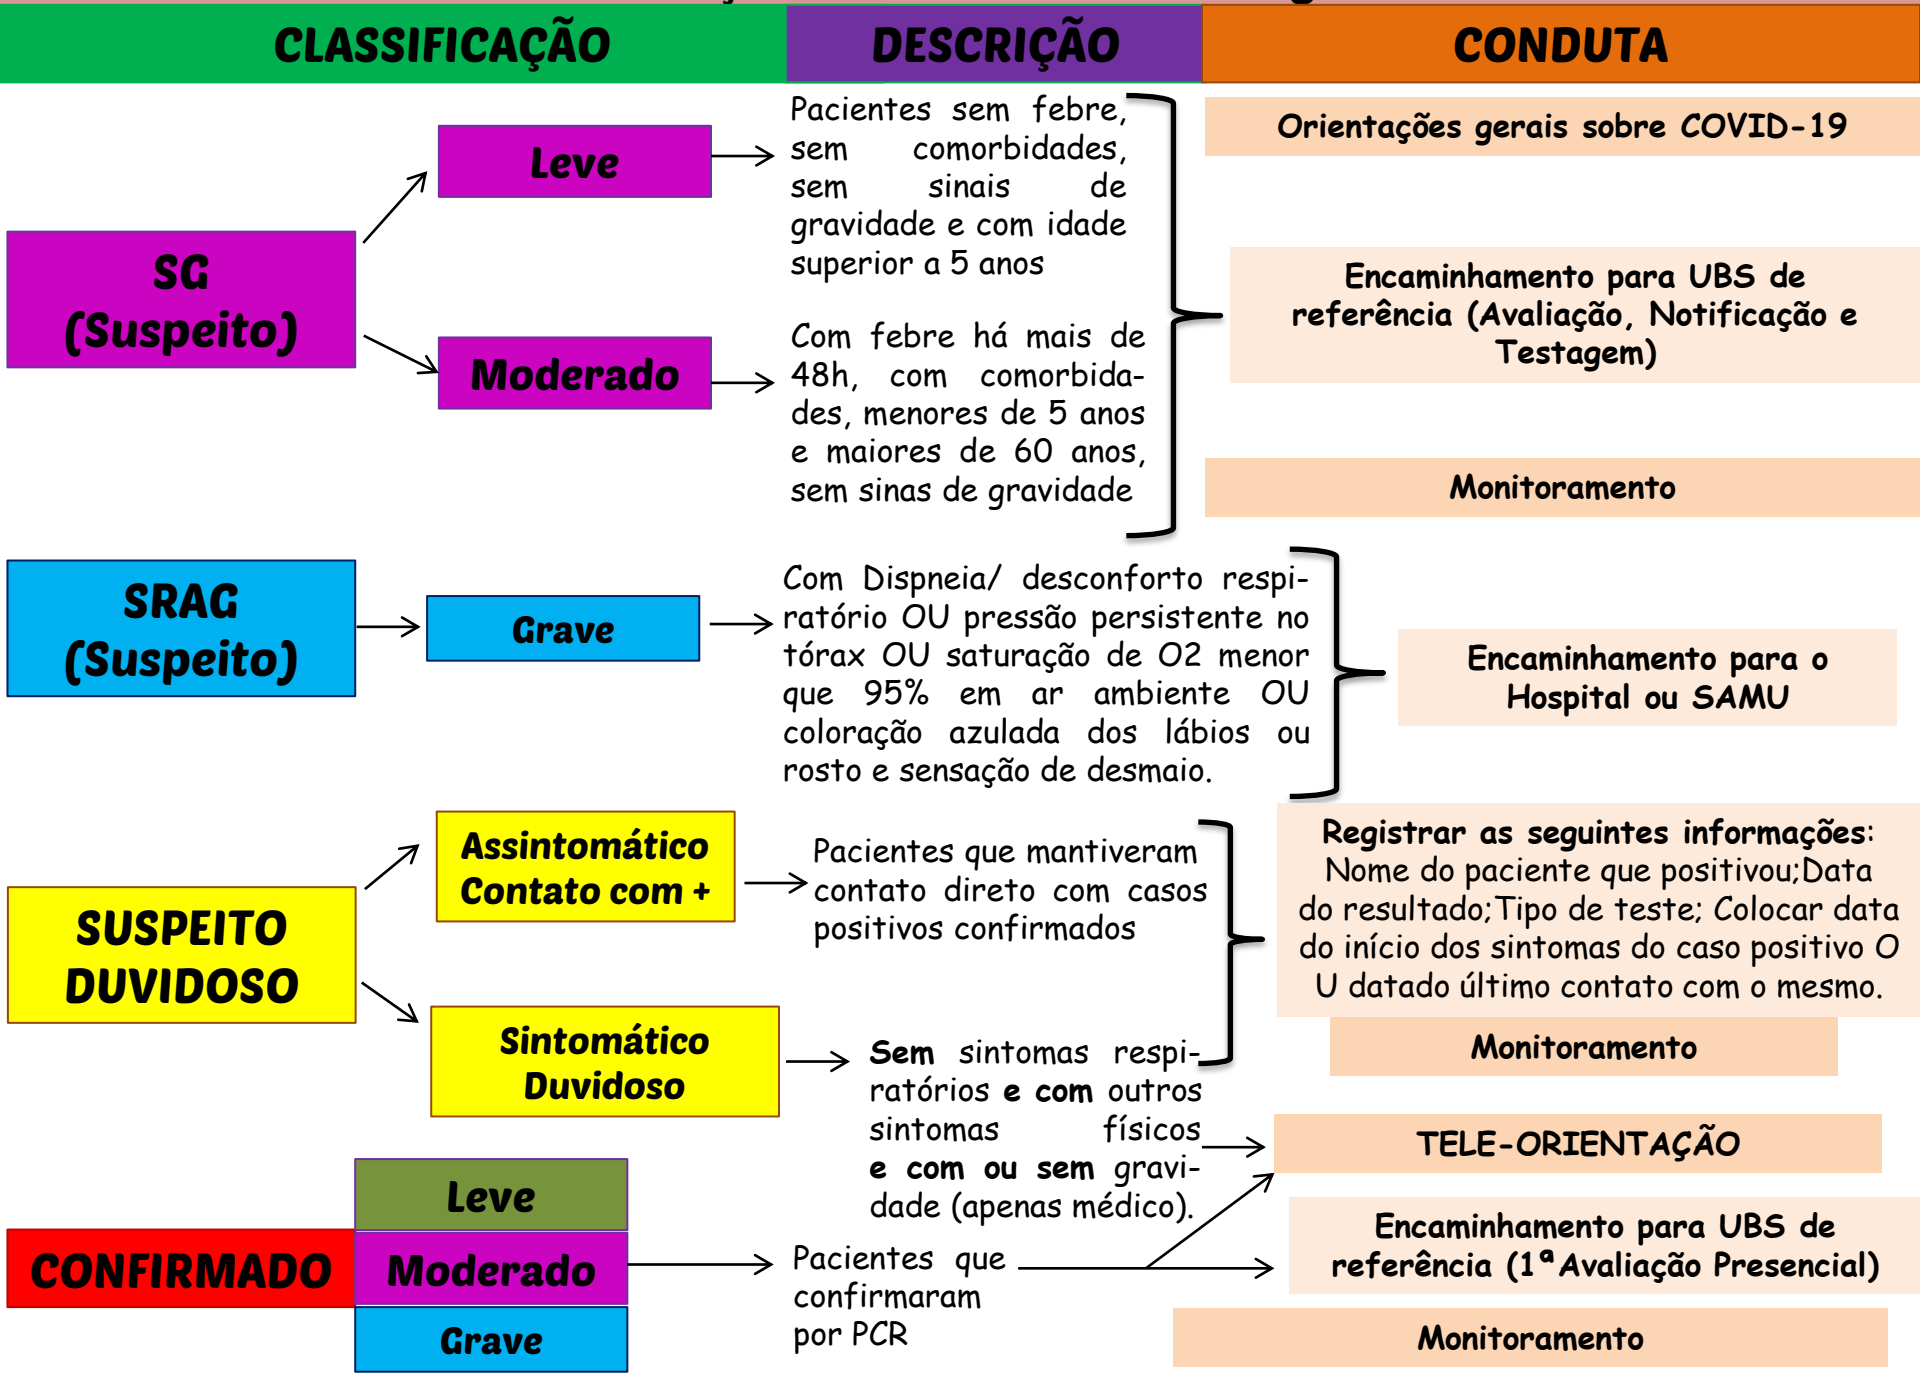 CLASSIFICAÇÃO
DESCRIÇÃO
CONDUTA
SG
(Suspeito)
Leve
Pacientes sem febre,
sem comorbidades,
sem sinais de
gravidade e com idade
superior a 5 anos
Moderado
Com febre há mais de
48h, com comorbida-
des, menores de 5 anos
e maiores de 60 anos,
sem sinas de gravidade
Orientações gerais sobre COVID-19
Encaminhamento para UBS de
referência (Avaliação, Notificação e
Testagem)
Monitoramento
SRAG
(Suspeito)
Grave
Com Dispneia/ desconforto respi-
ratório OU pressão persistente no
tórax OU saturação de O2 menor
que 95% em ar ambiente OU
coloração azulada dos lábios ou
rosto e sensação de desmaio.
Encaminhamento para o
Hospital ou SAMU
SUSPEITO
DUVIDOSO
Assintomático
Contato com +
Pacientes que mantiveram
contato direto com casos
positivos confirmados
Sintomático
Duvidoso
Sem sintomas respi-
ratórios e com outros
sintomas físicos
e com ou sem gravi-
dade (apenas médico).
Registrar as seguintes informações:
Nome do paciente que positivou;Data
do resultado;Tipo de teste; Colocar data
do início dos sintomas do caso positivo O
U datado último contato com o mesmo.
Monitoramento
TELE-ORIENTAÇÃO
CONFIRMADO
Leve
Moderado
Grave
Pacientes que
confirmaram
por PCR
Encaminhamento para UBS de
referência (1ªAvaliação Presencial)
Monitoramento